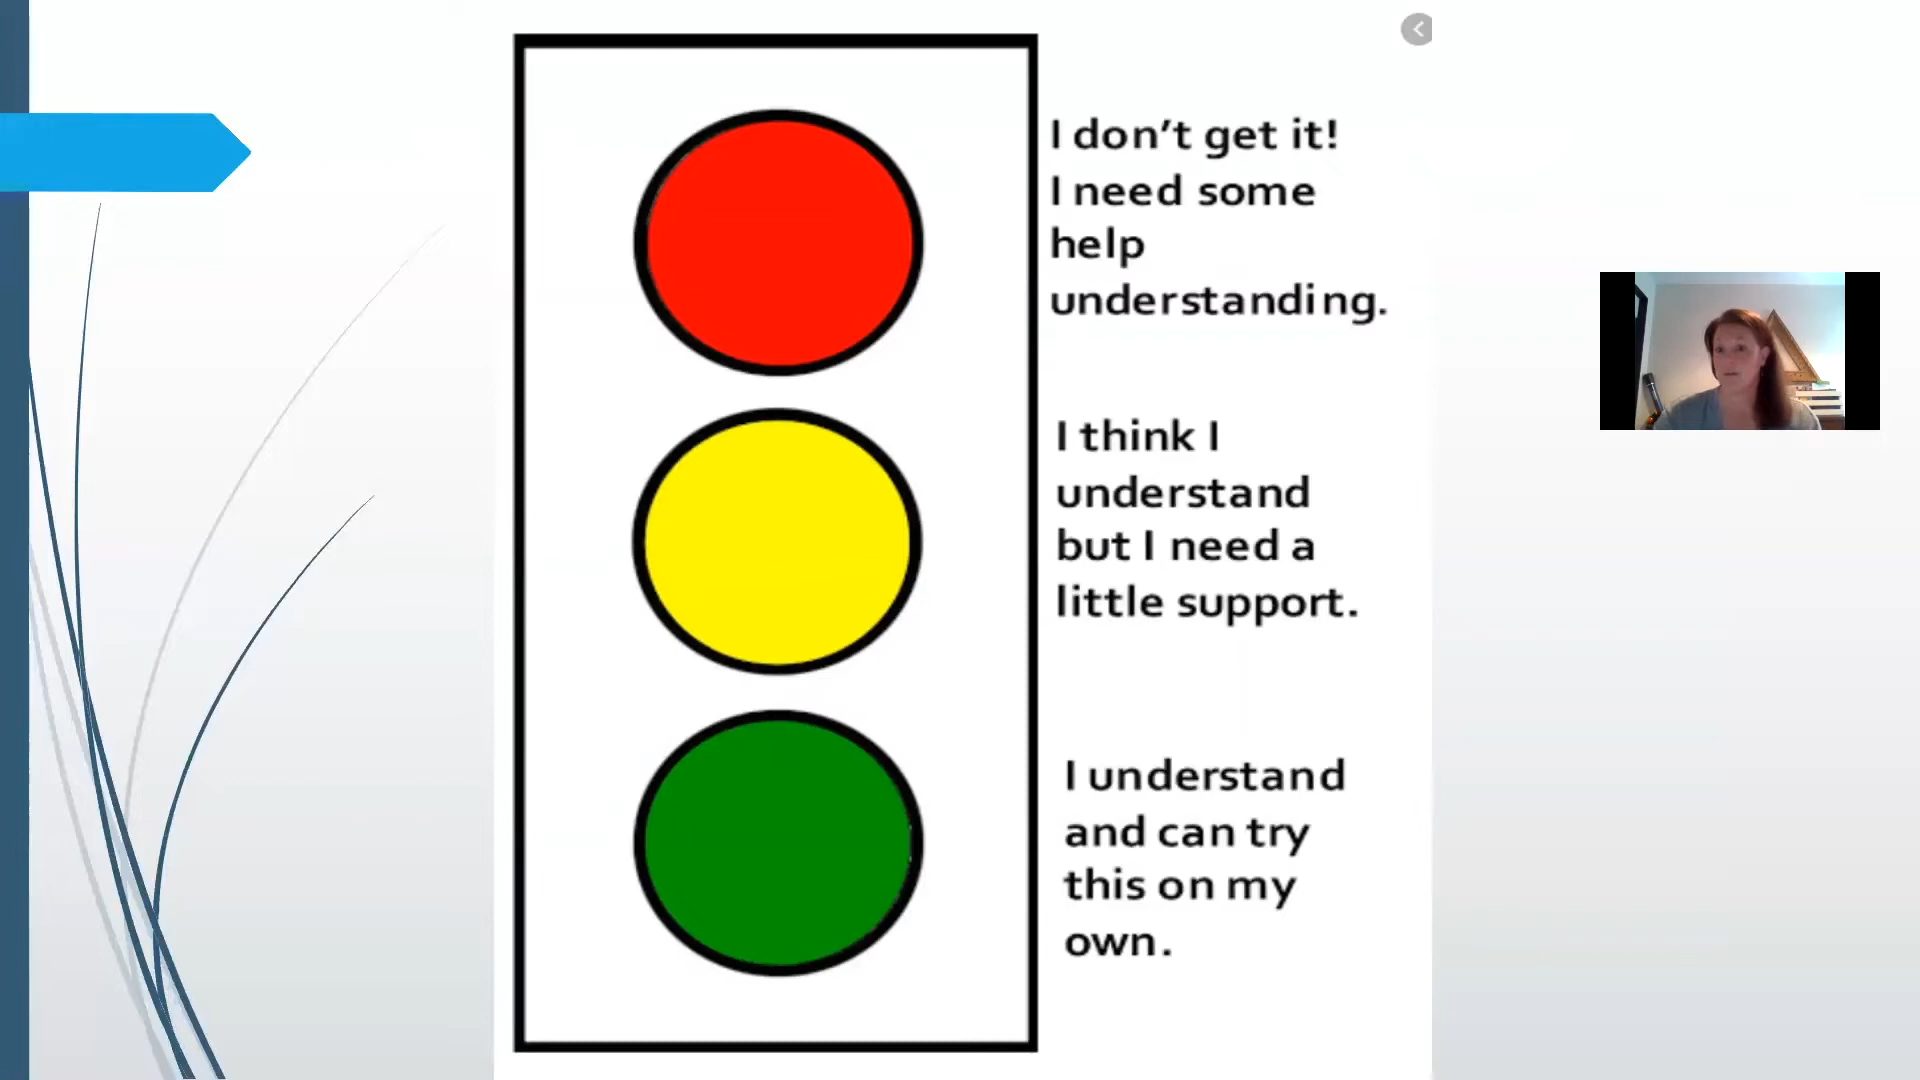 I don’t get it!
I need some
help
understanding.
I think I
understand
but I need a
little support.
I understand
and can try
this on my
own.